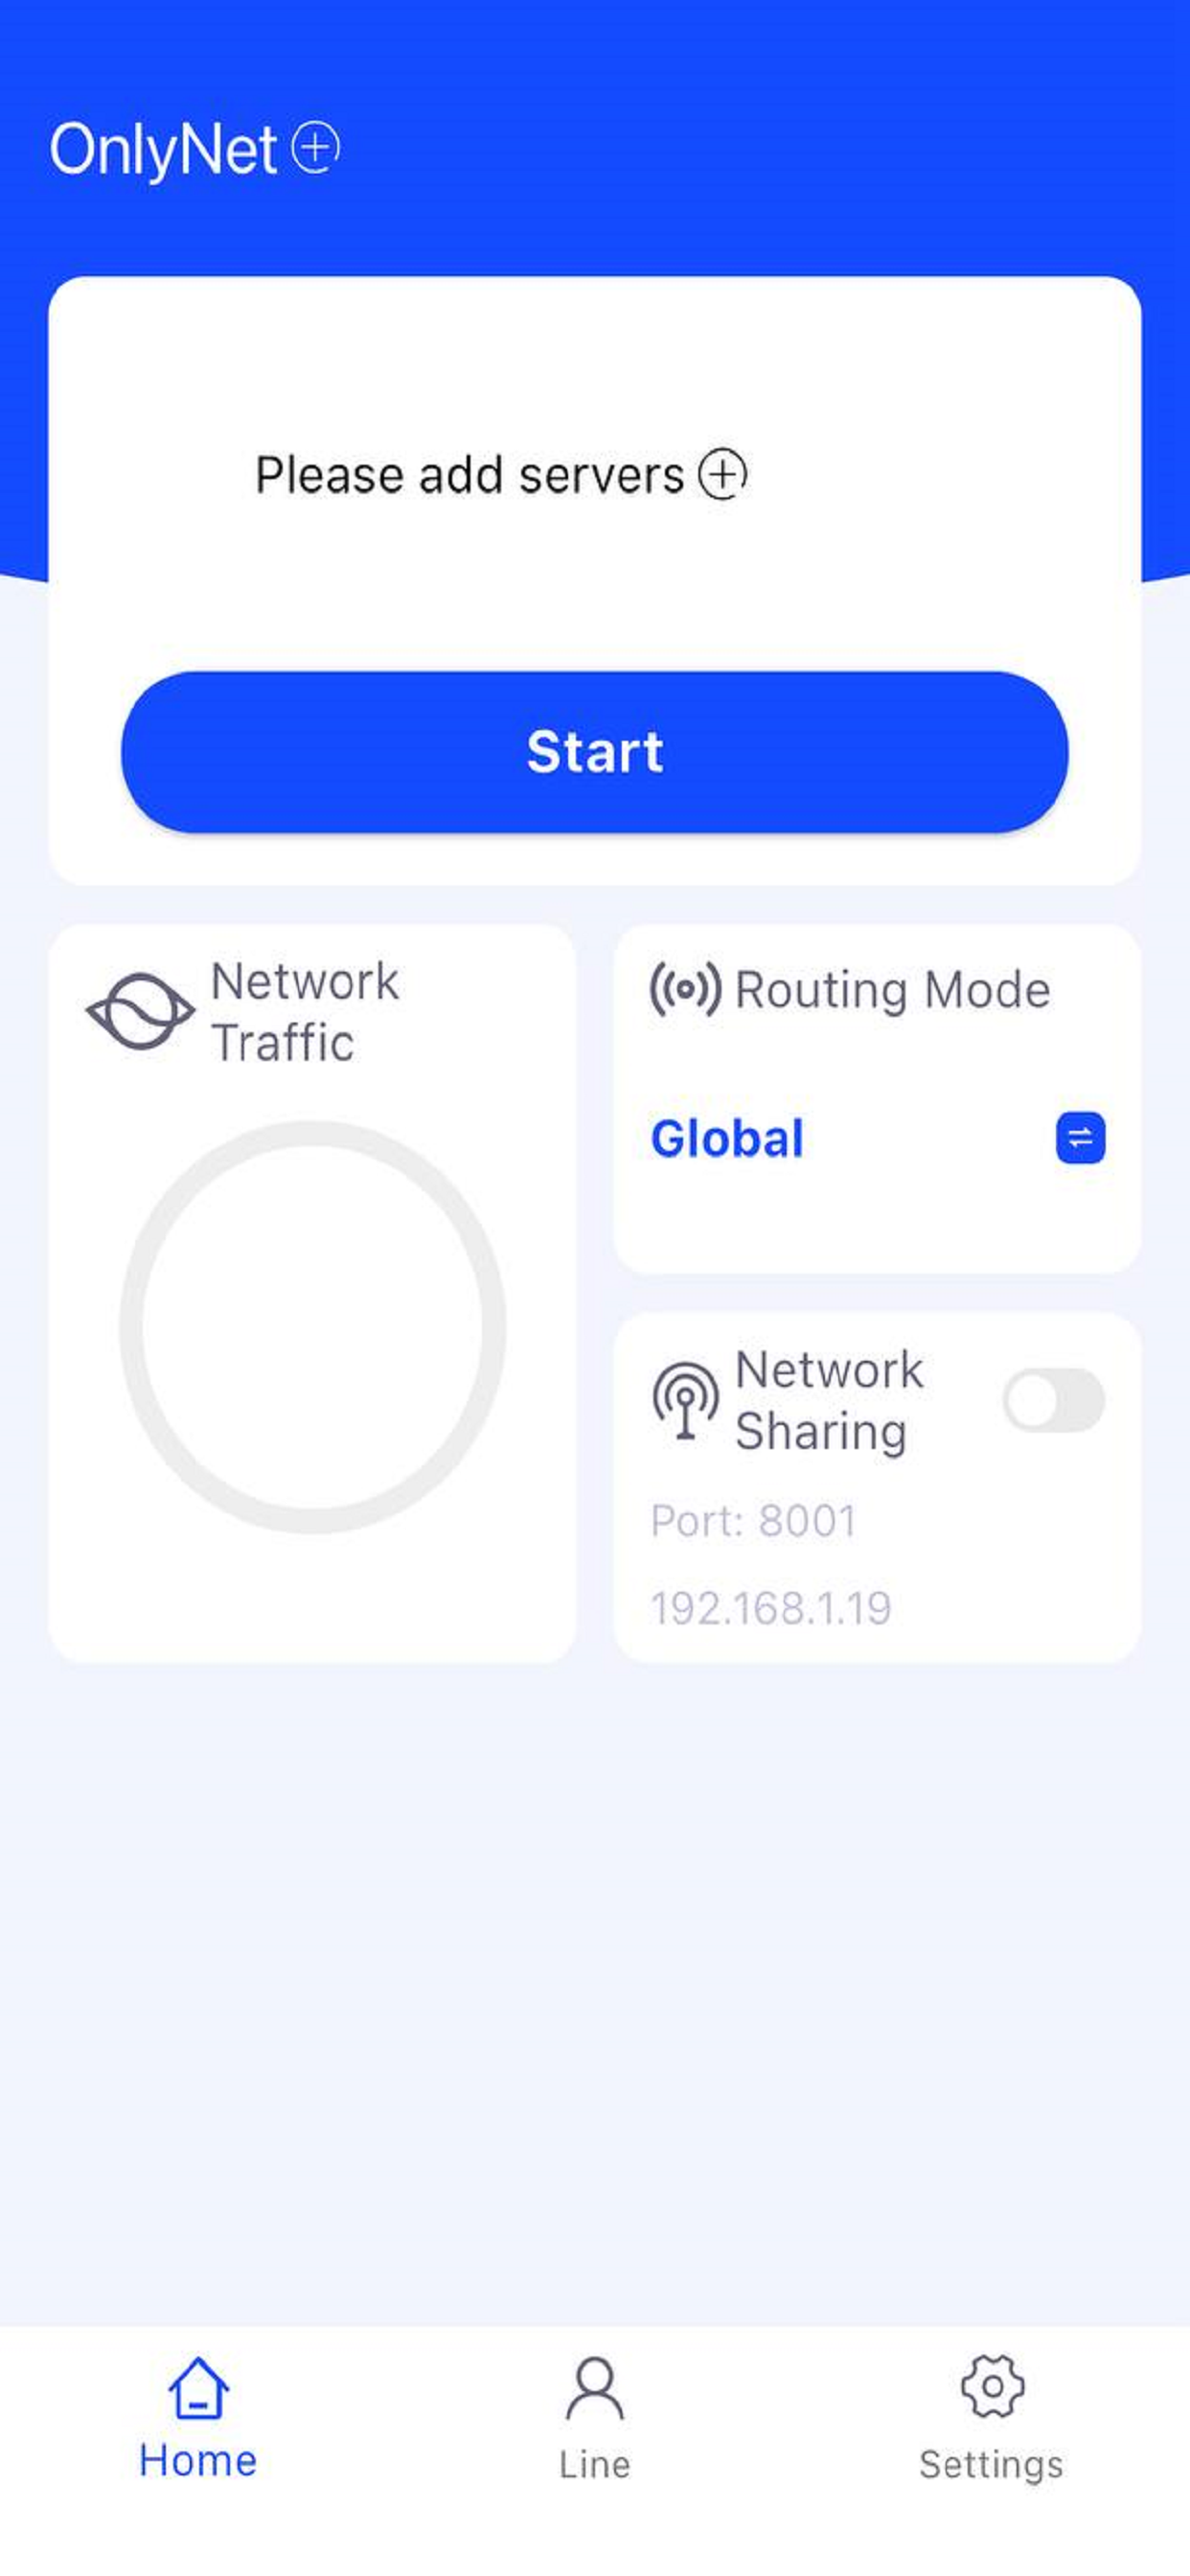 OnlyNet
Please add servers
Start
Network
Traffic
Routing Mode
Global
Network
Sharing
Port: 8001
192.168.1.19
Home
Line
Settings